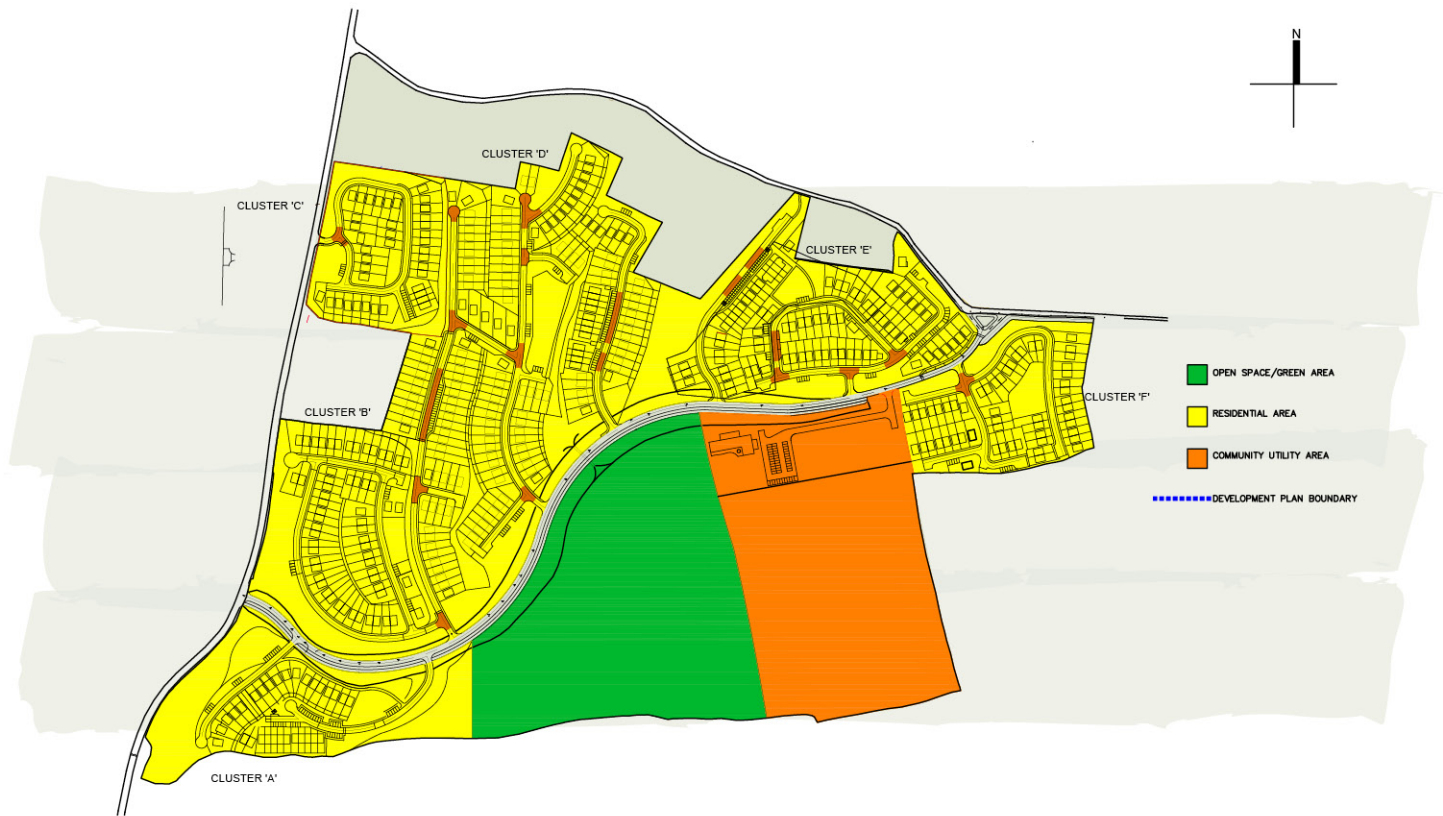 N
CLUSTER 'D'
CLUSTER 'C'
CLUSTER 'E'
OPEN SPACE/GREEN AREA
CLUSTER 'F'
CLUSTER 'B'
RESIDENTIAL AREA
COMMUNITY UTILITY AREA
DEVELOPMENT PLAN BOUNDARY
CLUSTER 'A'